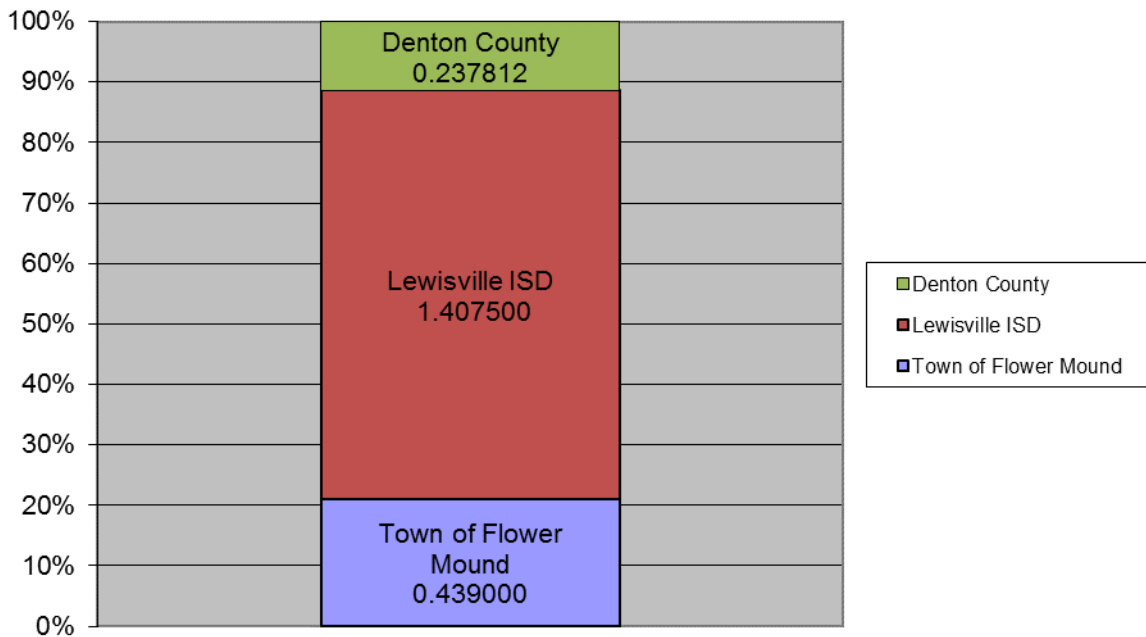 100%
90%
80%
70%
60%
50%
40%
30%
20%
10%
0%
Denton County
0.237812
Lewisville ISD
1.407500
Town of Flower
Mound
0.439000
Denton County
Lewisville ISD
Town of Flower Mound